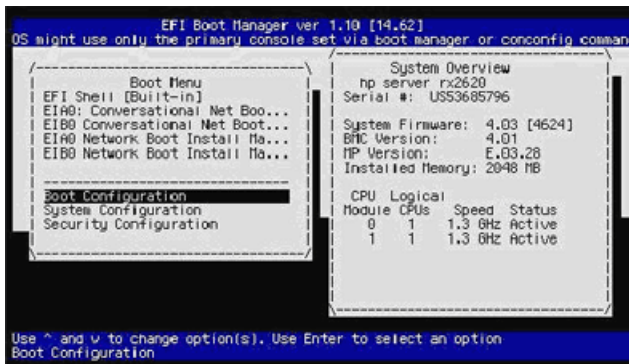 EFI Boot Manager ver 1.10 [14.62]
OS might use only the primary console set via boot manager or conconfig comman
Boot Menu
EFI Shell [Built-in]
EIA0: Conversational Net Boo...
EIB0 Conversational Net Boot...
EIA0 Network Boot Install Ma...
EIB0 Network Boot Install Ma...
Boot Configuration
System Configuration
Security Configuration
System Overview
hp server rx2620
Serial #: US53685796
System Firmware: 4.03 [4624]
BMC Version: 4.01
MP Version: E.03.28
Installed Memory: 2048 MB
CPU Logical
Module CPUs Speed Status
0 1 1.3 GHz Active
1 1 1.3 GHz Active
Use ^ and v to change option(s). Use Enter to select an option
Boot Configuration